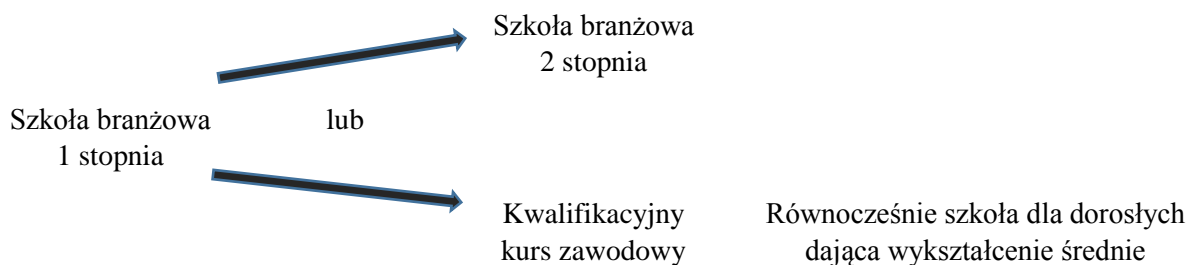 Szkoła branżowa
2 stopnia
Szkoła branżowa
1 stopnia
lub
Kwalifikacyjny
kurs zawodowy
Równocześnie szkoła dla dorosłych
dająca wykształcenie średnie